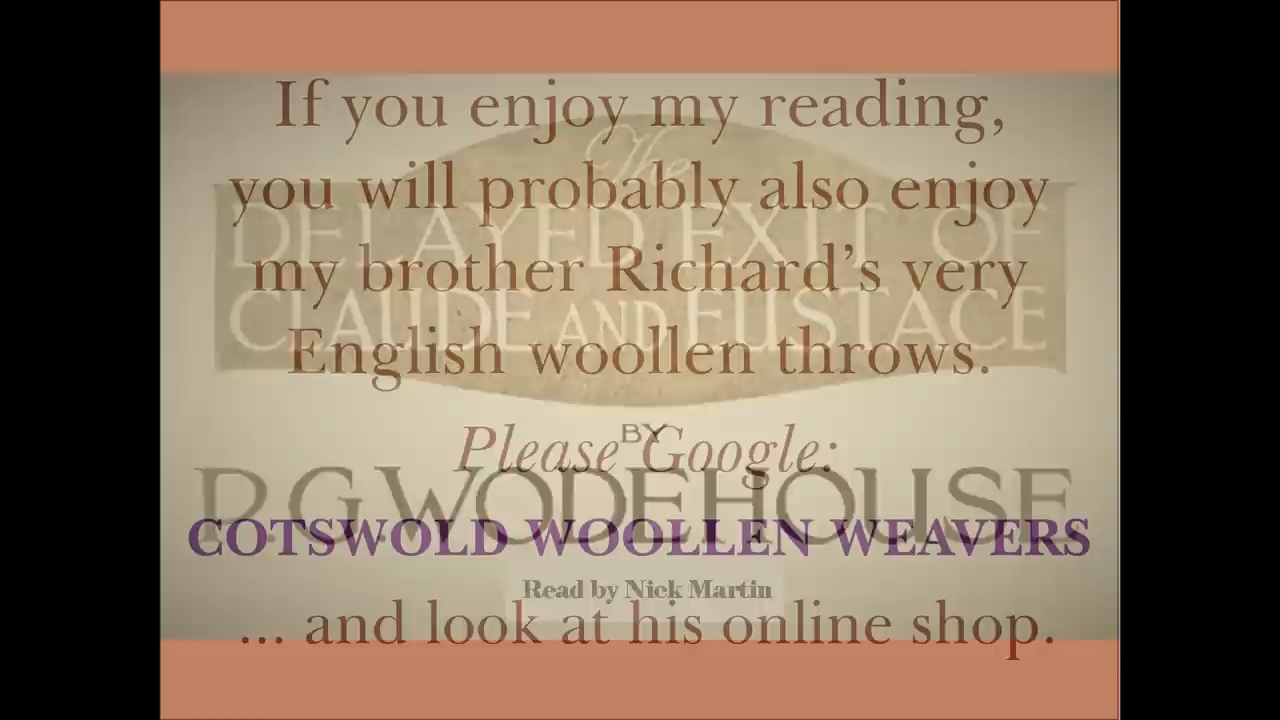 If you enjoy my reading,
you will probably also enjoy
my brother Richard's very
English woollen throws.
Please Google:
COTSWOLD WOOLLEN WEAVERS
... and look at his online shop.
The
DELAYED EXIT OF
CLAUDE AND EUSTACE
BY
P.G.WODEHOUSE
Read by Nick Martin